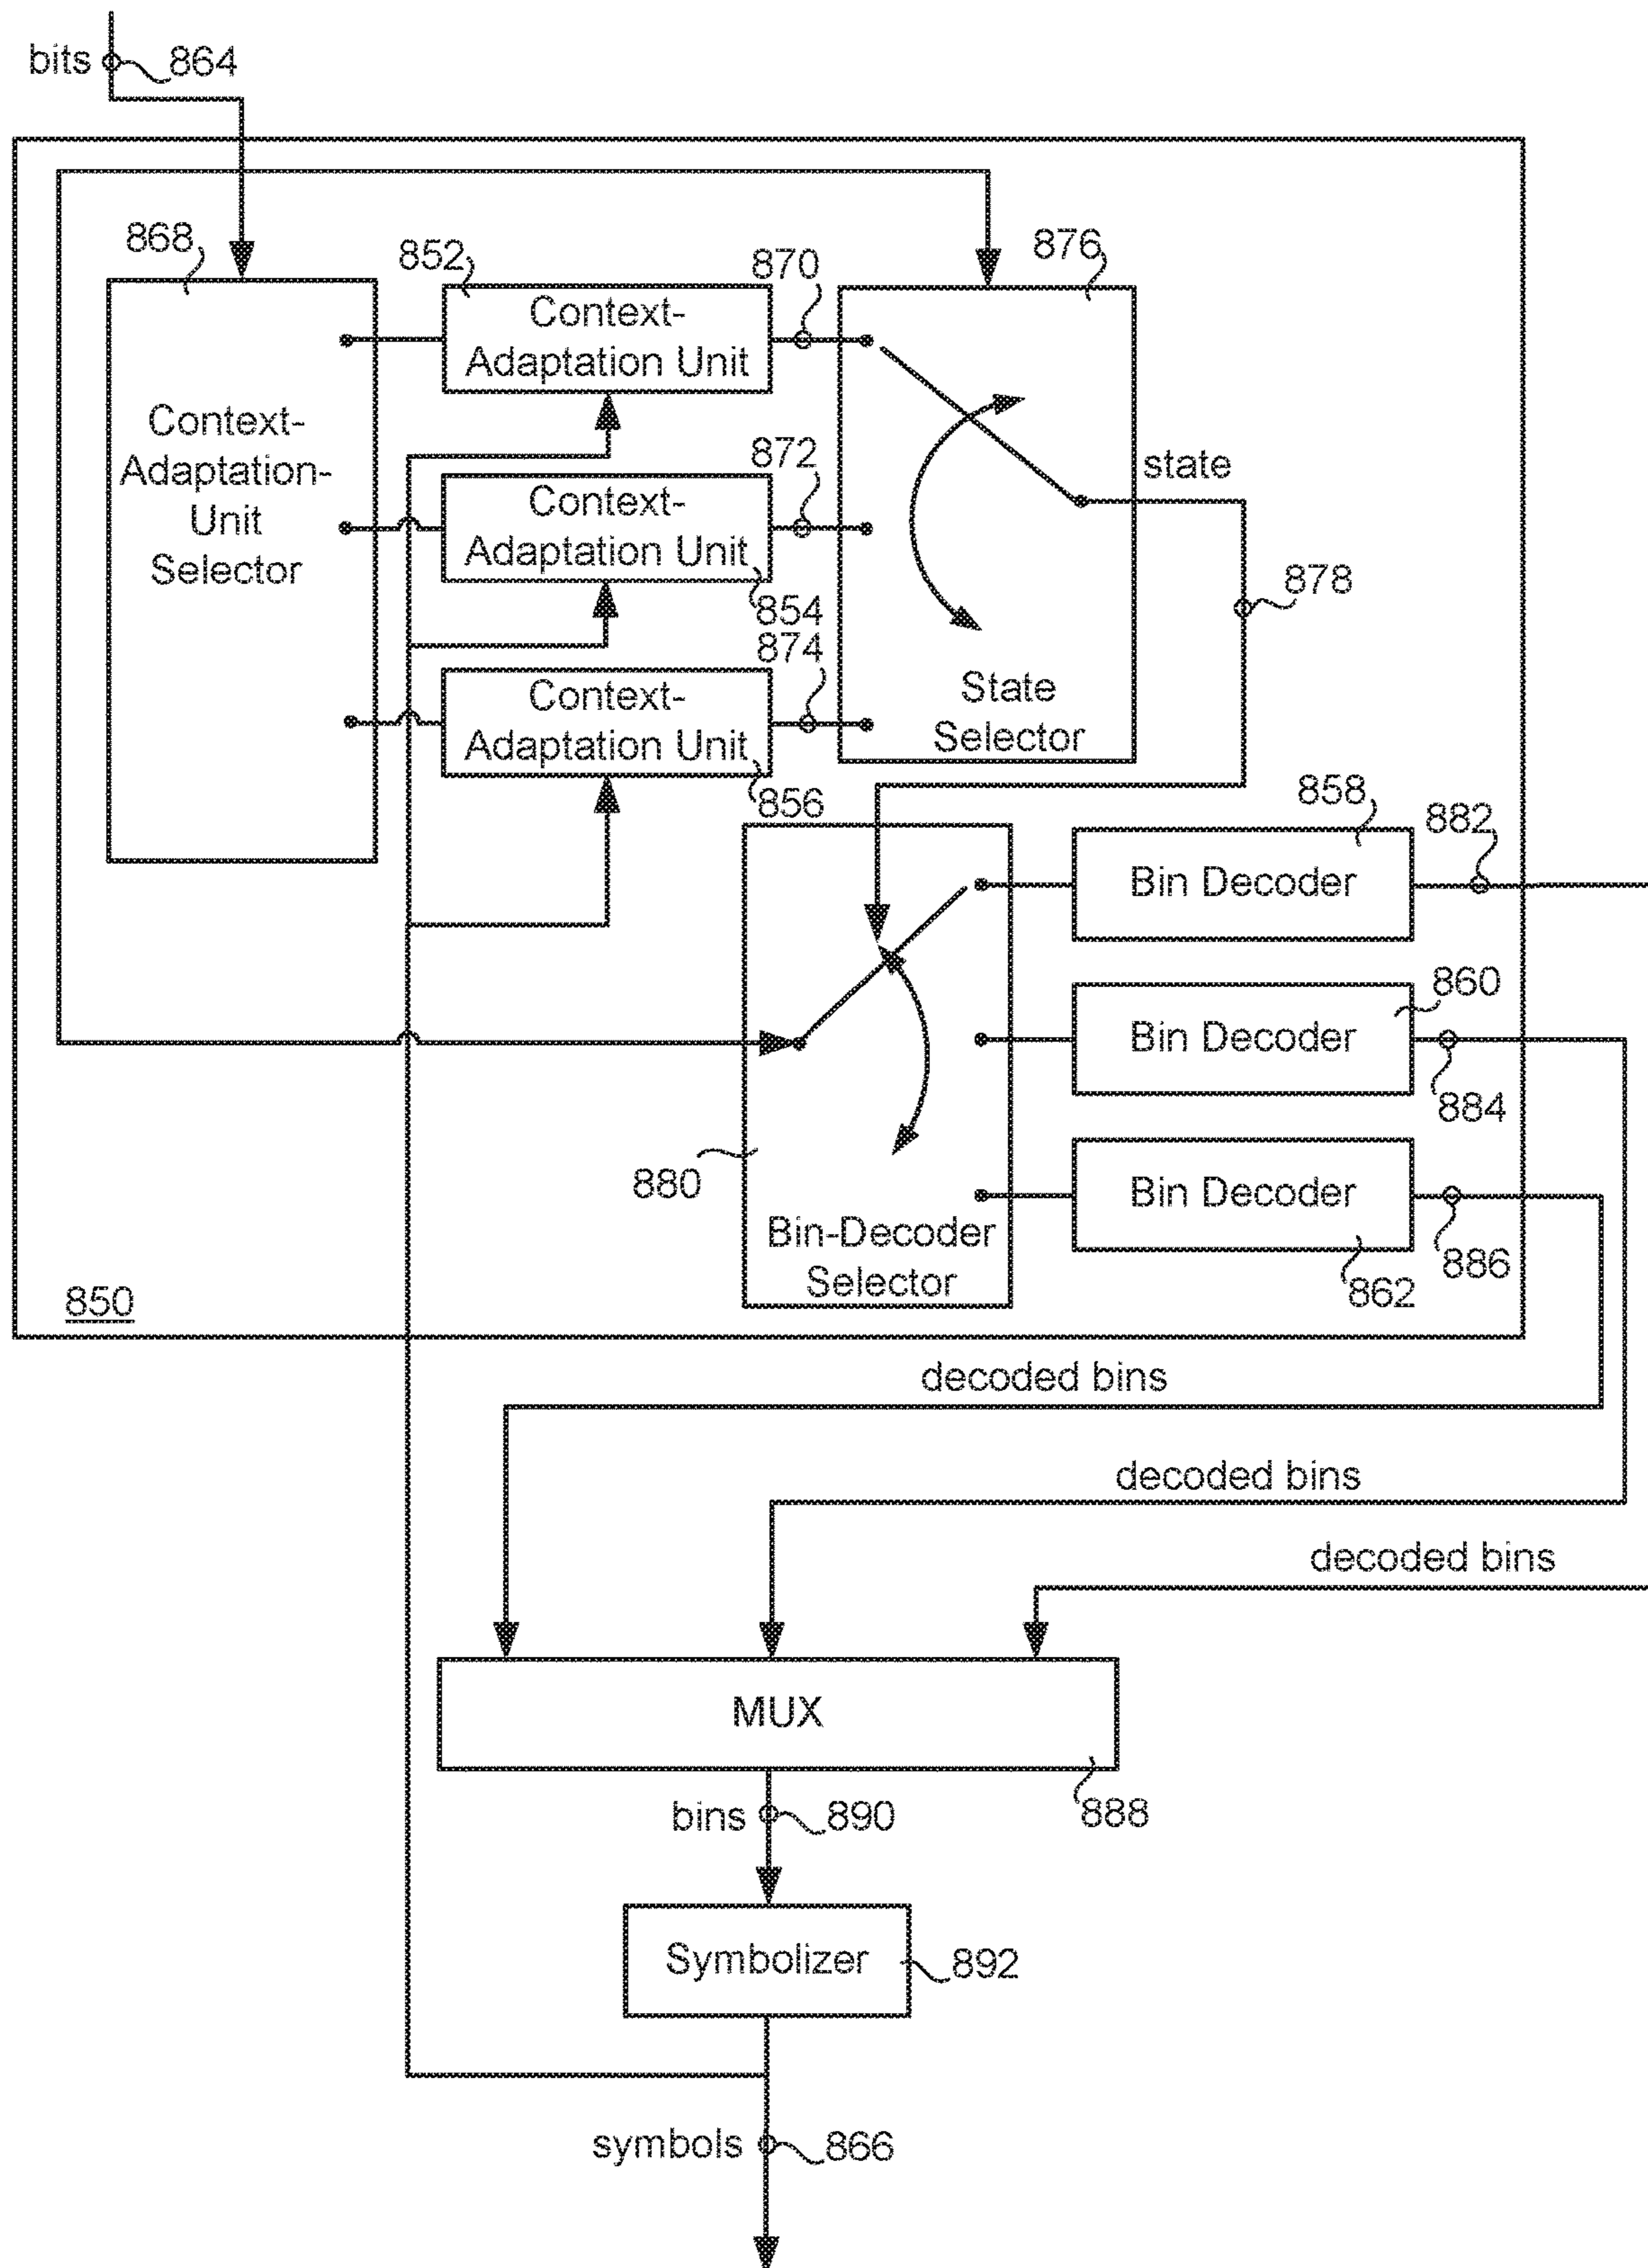 bits 864
868
852
870
876
Context-
Adaptation Unit
Context-
Adaptation-
Unit
Selector
872
state
Context-
Adaptation Unit
854
878
874
Context-
Adaptation Unit
State
Selector
856
858
882
Bin Decoder
860
Bin Decoder
884
880
Bin Decoder
Bin-Decoder
Selector
886
862
850
decoded bins
decoded bins
decoded bins
MUX
bins 890
888
Symbolizer
892
symbols 866